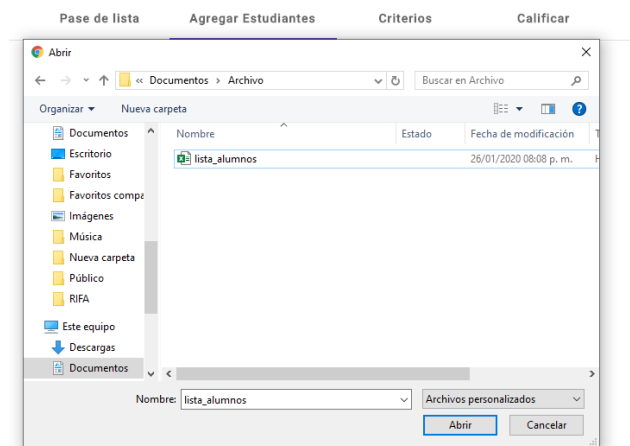 Pase de lista Agregar Estudiantes Criterios Calificar
Abrir
« Documentos › Archivo Buscar en Archivo
Organizar Nueva carpeta
Documentos Nombre Estado Fecha de modificación T
Escritorio lista_alumnos 26/01/2020 08:08 p. m. H
Favoritos
Favoritos compa
Imágenes
Música
Nueva carpeta
Público
RIFA
Este equipo
Descargas
Documentos
Nombre: lista_alumnos Archivos personalizados
Abrir Cancelar